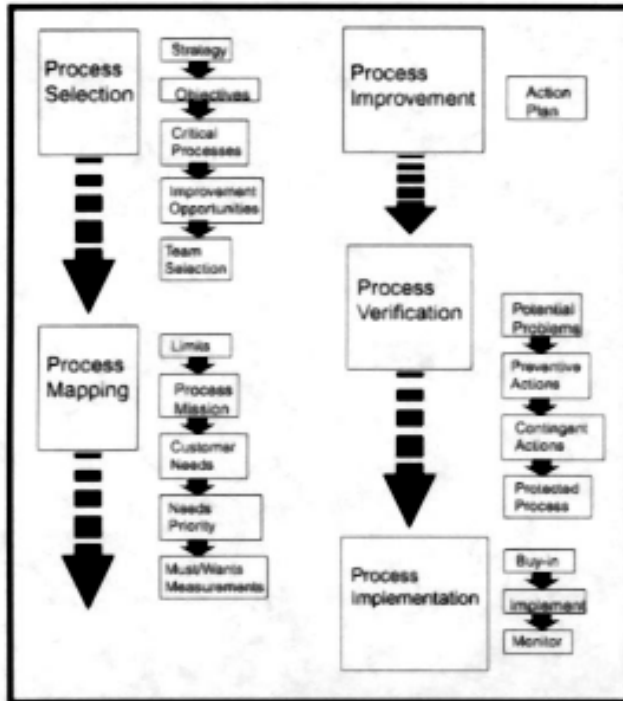 Process
Selection
Strategy
Objectives
Critical
Processes
Improvement
Opportunities
Team
Selection
Process
Mapping
Limits
Process
Mission
Customer
Needs
Needs
Priority
Must/Wants
Measurements
Process
Improvement
Action
Plan
Process
Verification
Potential
Problems
Preventive
Actions
Contingent
Actions
Protected
Process
Process
Implementation
Buy-in
Implement
Monitor